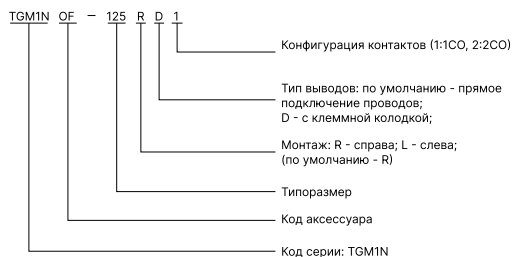 TGM1N OF – 125 R D 1
Конфигурация контактов (1:1CO, 2:2CO)
Тип выводов: по умолчанию - прямое
подключение проводов;
D - с клеммной колодкой;
Монтаж: R - справа; L - слева;
(по умолчанию - R)
Типоразмер
Код аксессуара
Код серии: TGM1N